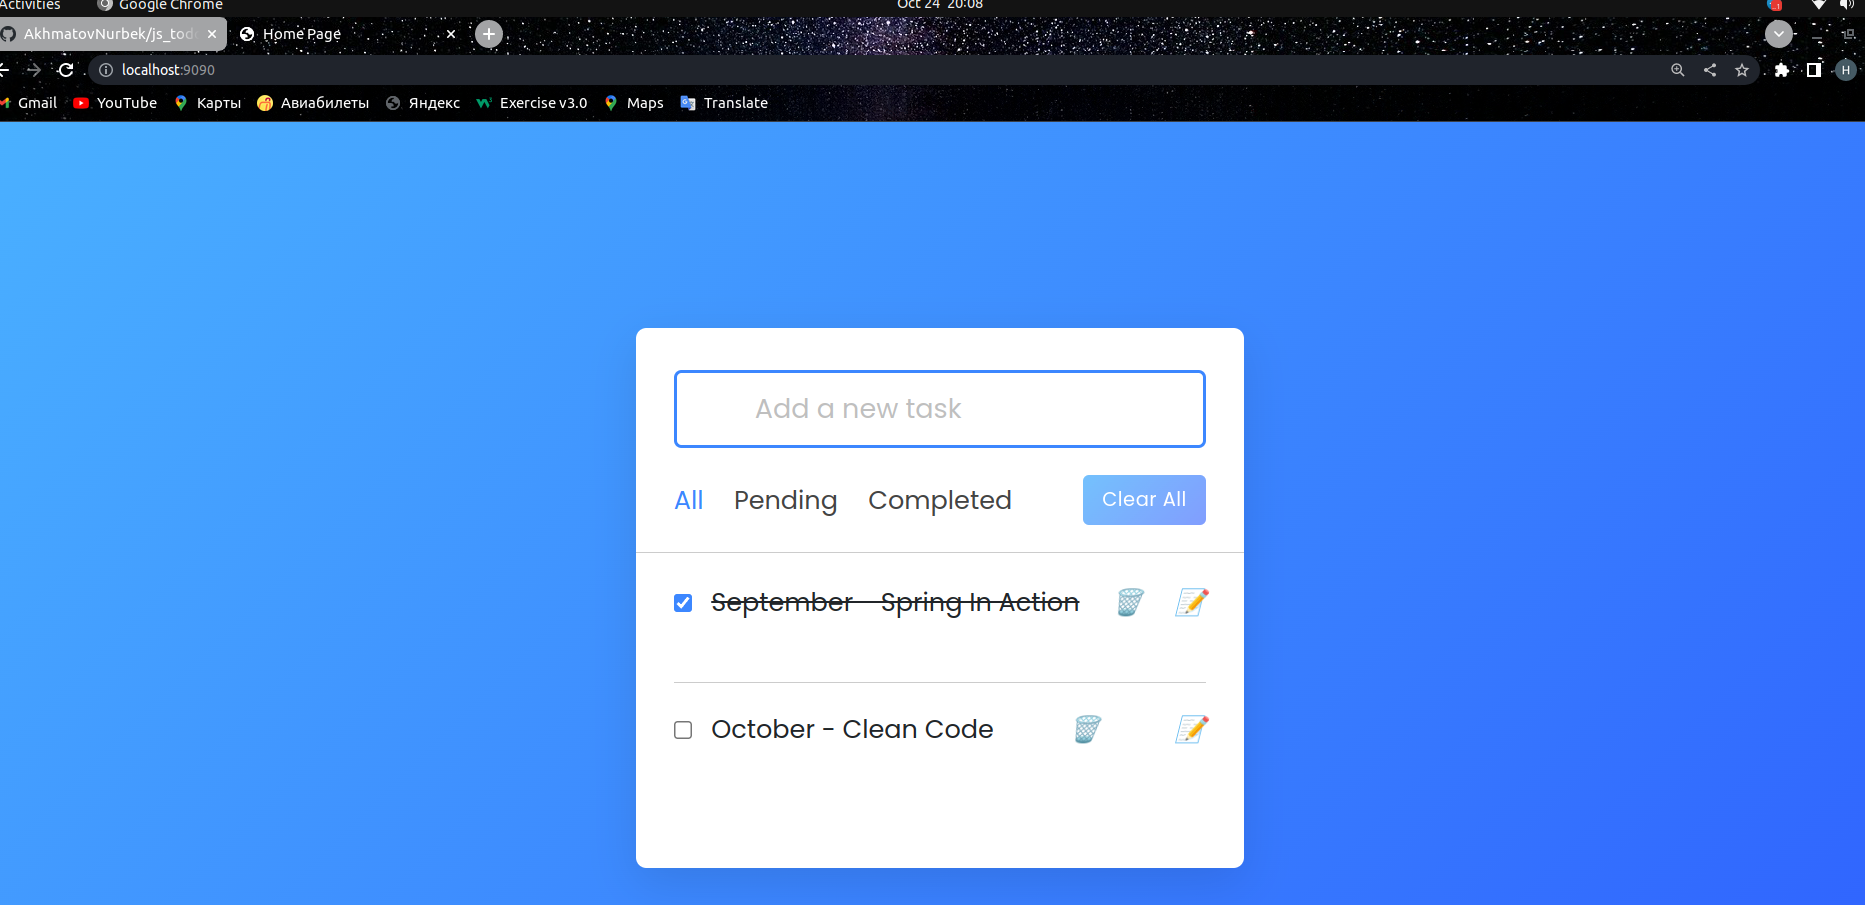 Activities Google Chrome Oct 24 20:08
AkhmatovNurbek/js_tod Home Page
localhost:9090 H
Gmail YouTube Карты Авиабилеты Яндекс Exercise v3.0 Maps Translate
Add a new task
All Pending Completed Clear All
September - Spring In Action
October - Clean Code